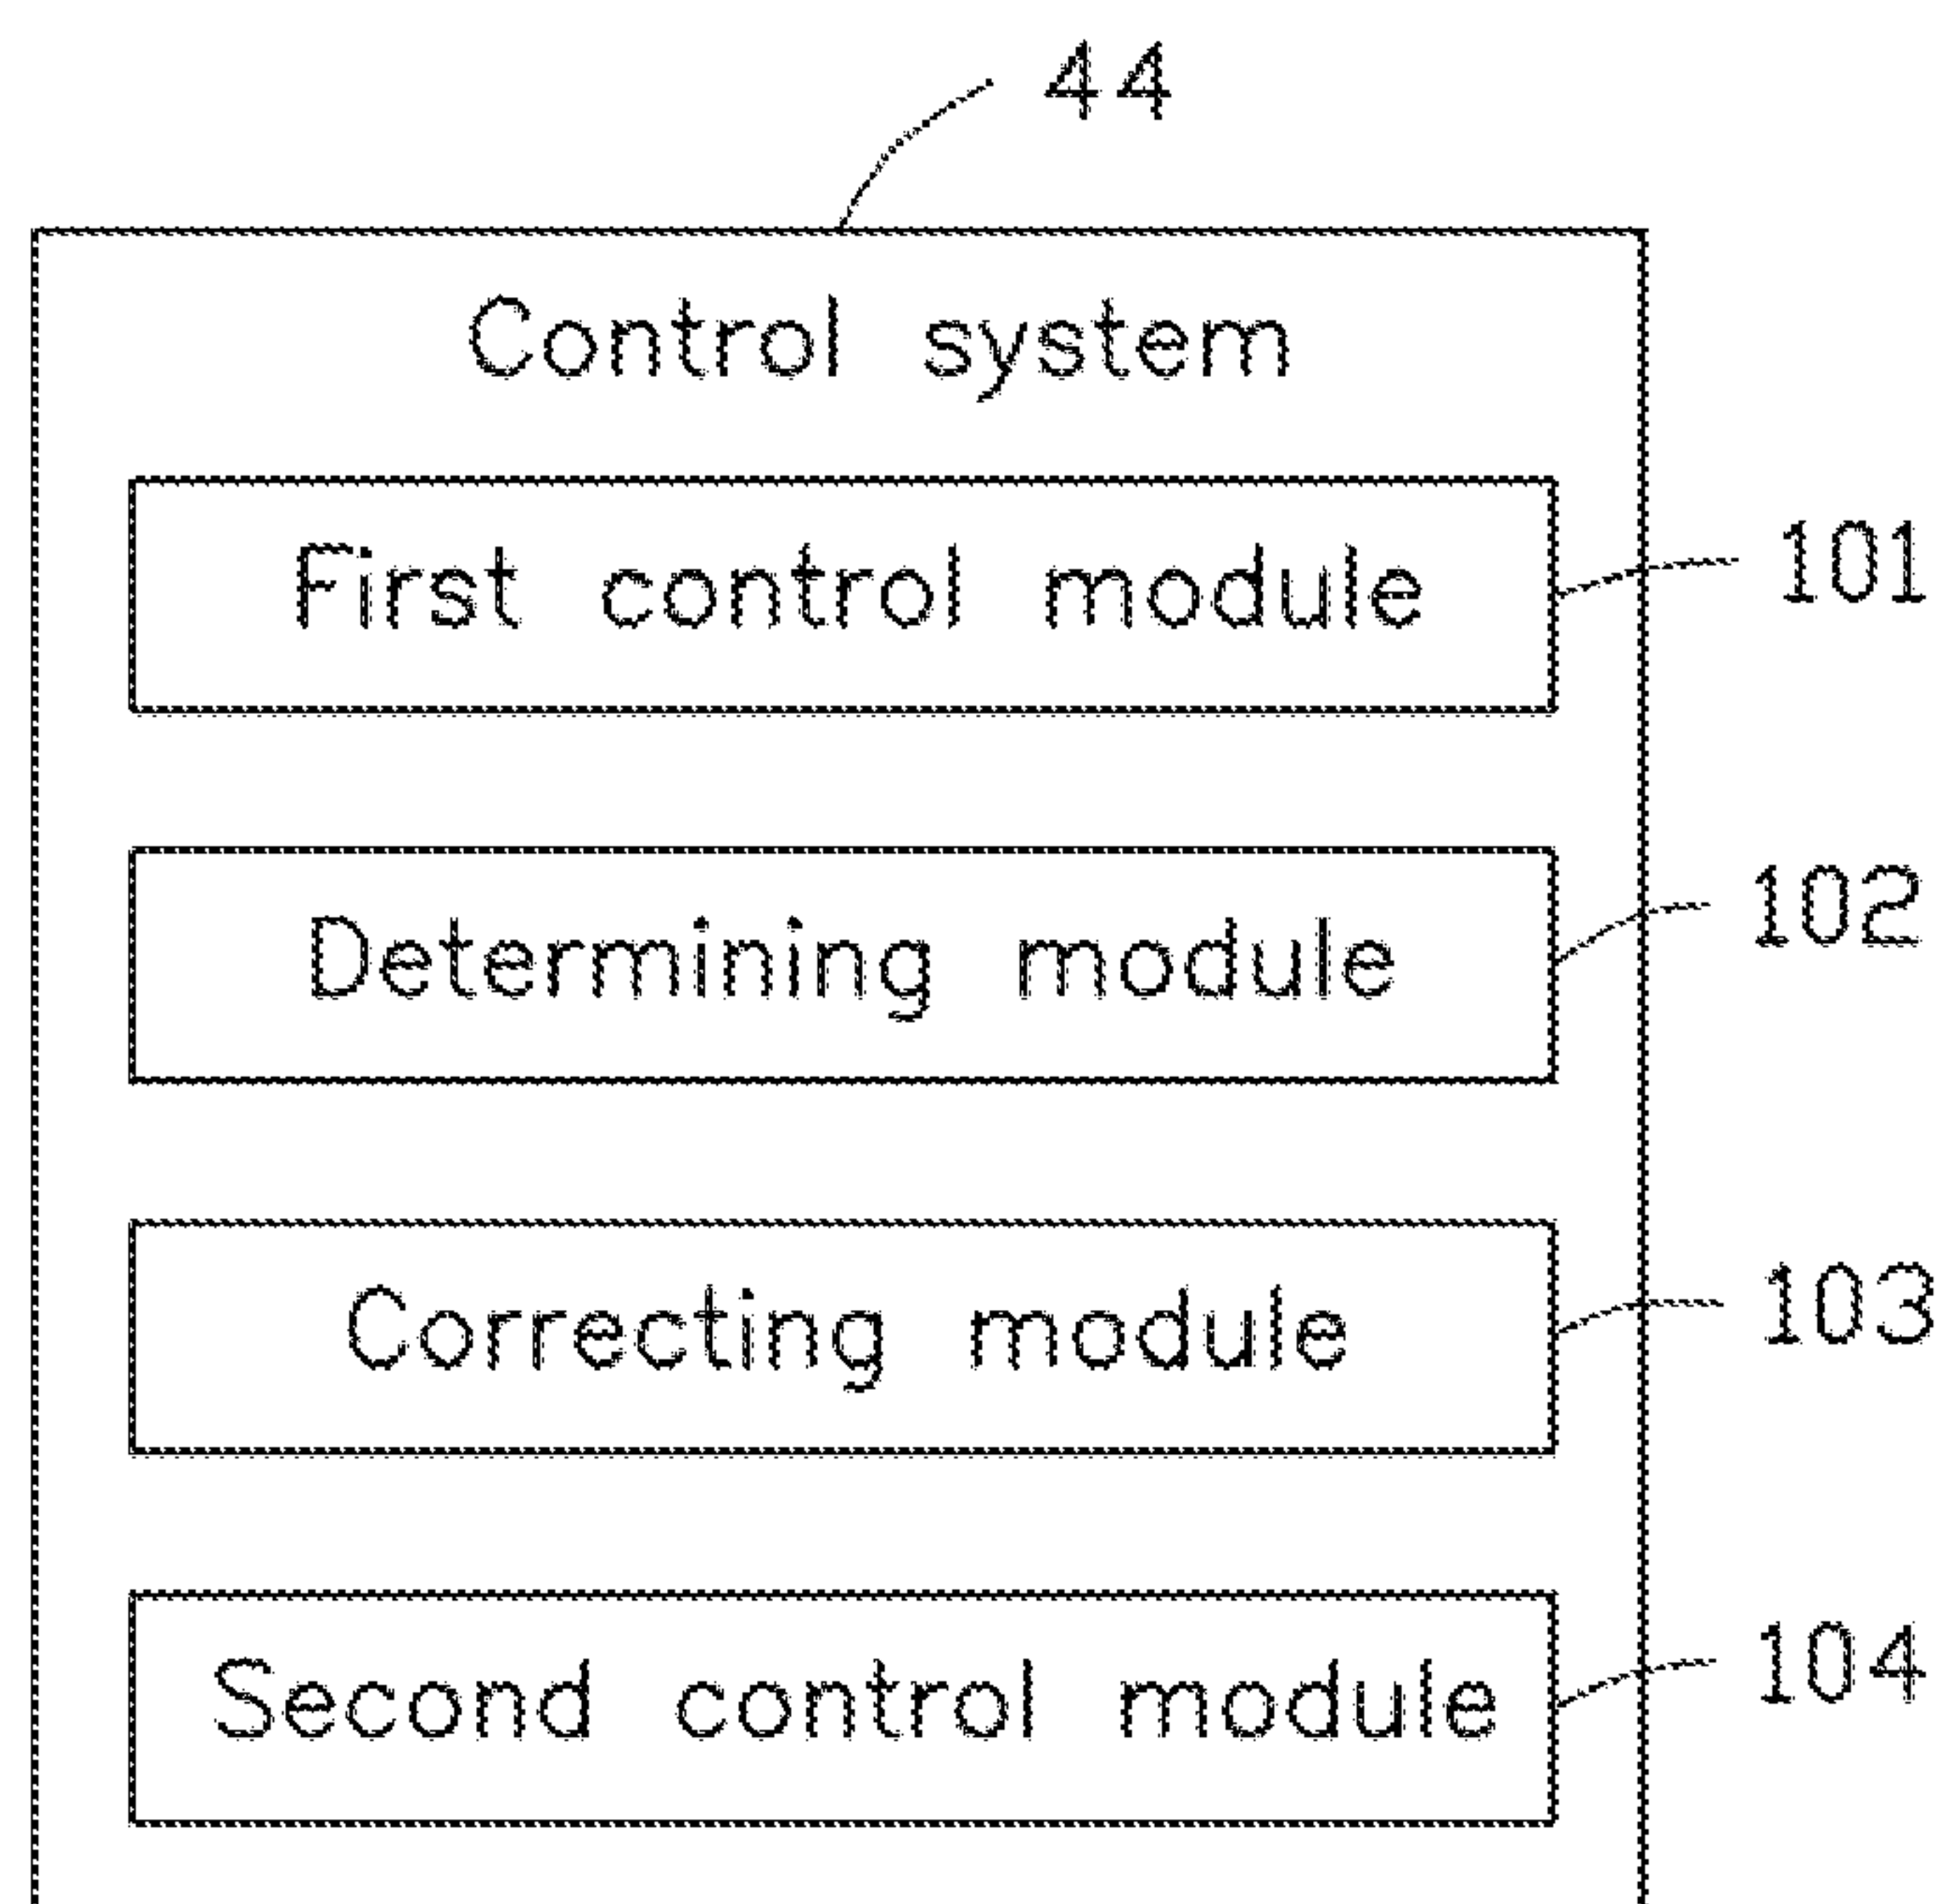 44
Control system
First control module 101
Determining module 102
Correcting module 103
Second control module 104